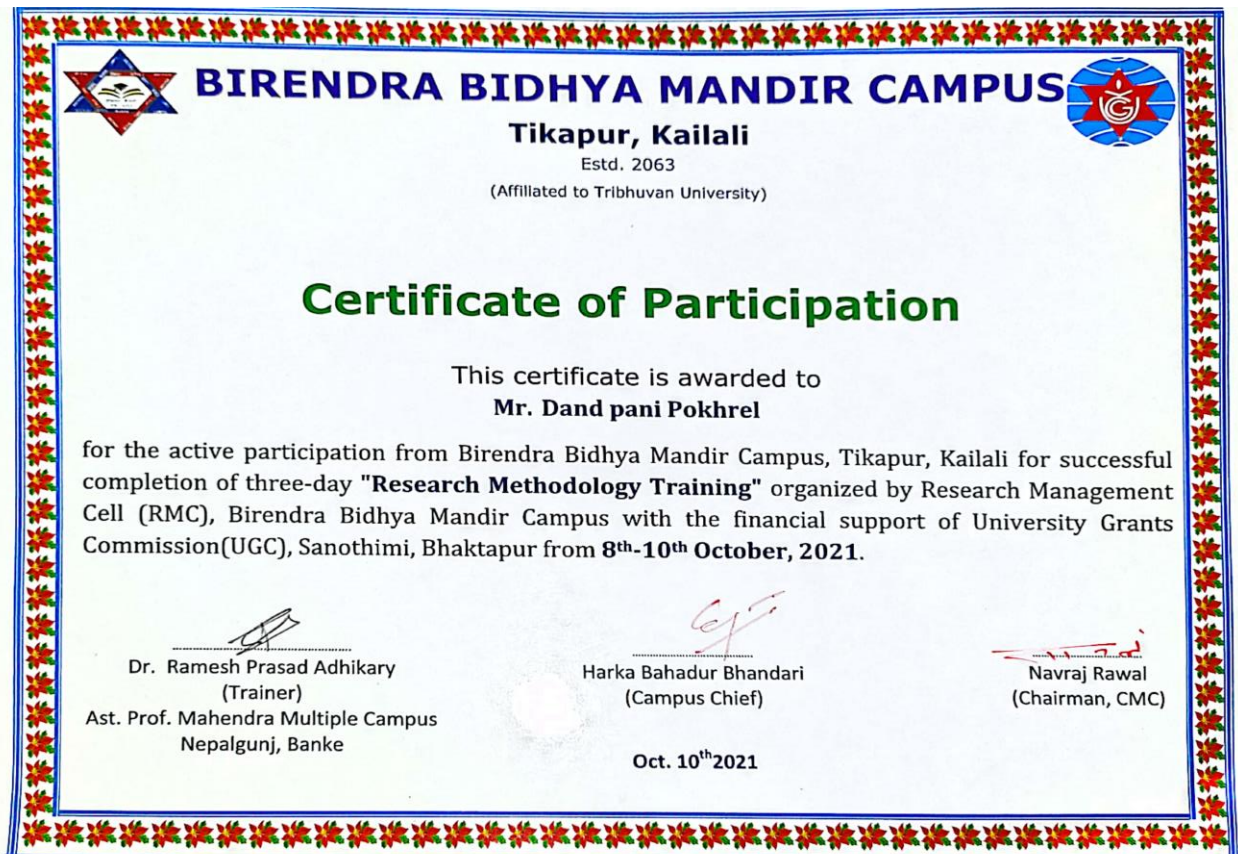 BIRENDRA BIDHYA MANDIR CAMPUS
Tikapur, Kailali
Estd. 2063
(Affiliated to Tribhuvan University)
Certificate of Participation
This certificate is awarded to
Mr. Dand pani Pokhrel
for the active participation from Birendra Bidhya Mandir Campus, Tikapur, Kailali for successful
completion of three-day "Research Methodology Training" organized by Research Management
Cell (RMC), Birendra Bidhya Mandir Campus with the financial support of University Grants
Commission(UGC), Sanothimi, Bhaktapur from 8th-10th October, 2021.
Dr. Ramesh Prasad Adhikary
(Trainer)
Ast. Prof. Mahendra Multiple Campus
Nepalgunj, Banke
Harka Bahadur Bhandari
(Campus Chief)
Oct. 10th2021
Navraj Rawal
(Chairman, CMC)